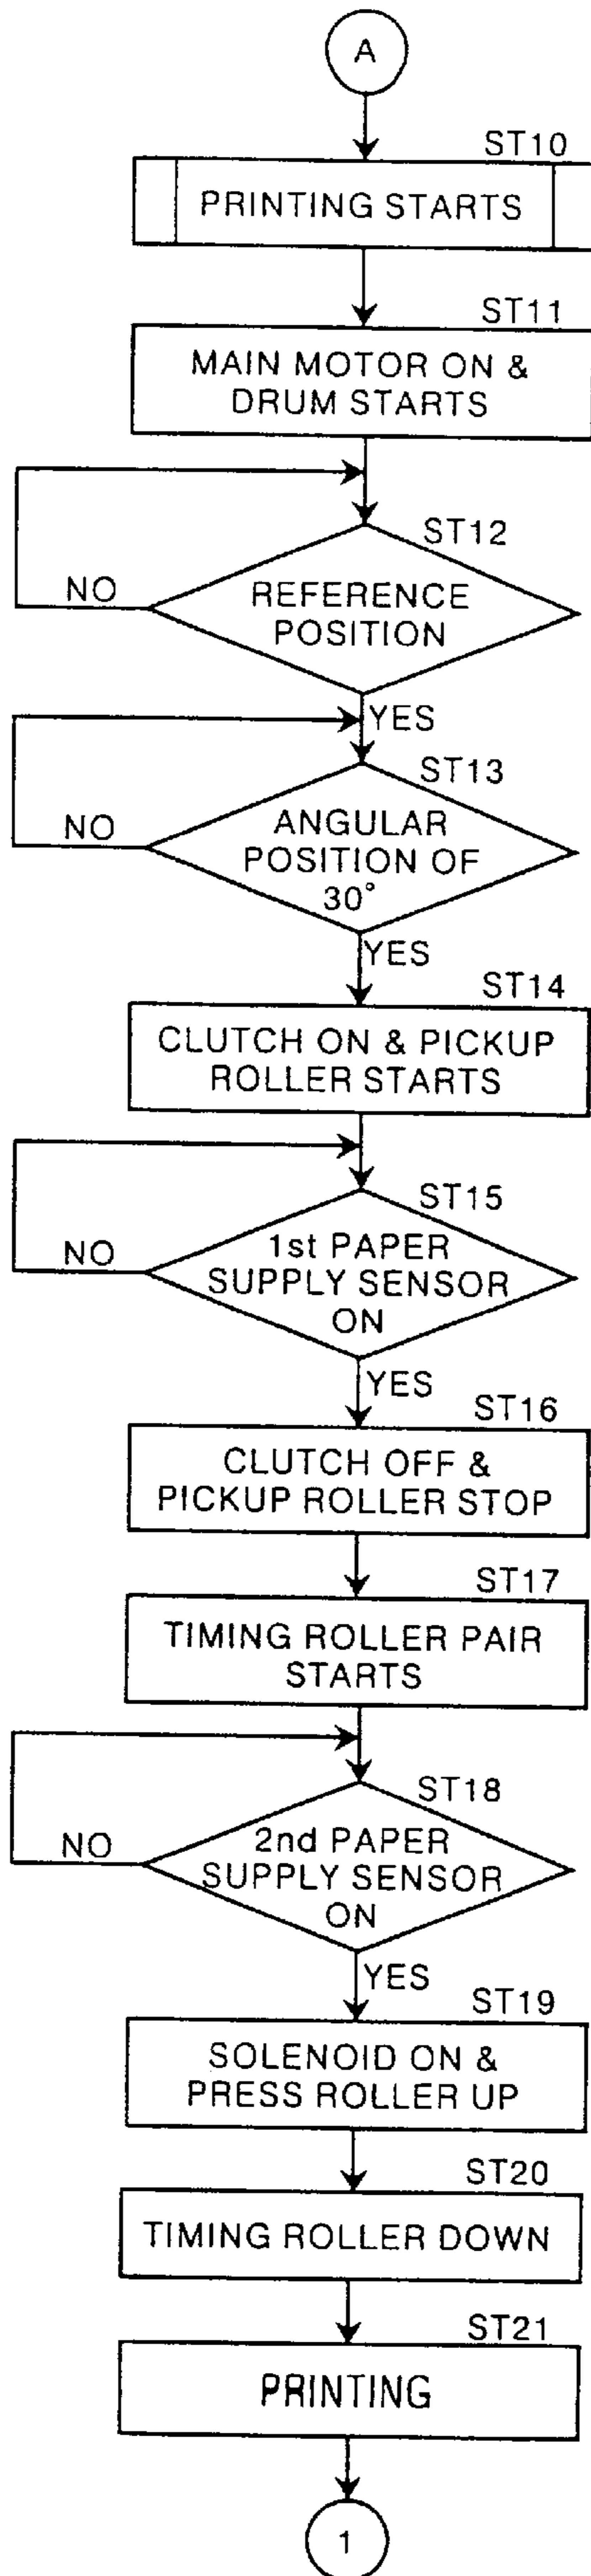 A
ST10
PRINTING STARTS
ST11
MAIN MOTOR ON &
DRUM STARTS
ST12
NO
REFERENCE
POSITION
YES
ST13
NO
ANGULAR
POSITION OF
30°
YES
ST14
CLUTCH ON & PICKUP
ROLLER STARTS
ST15
NO
1st PAPER
SUPPLY SENSOR
ON
YES
ST16
CLUTCH OFF &
PICKUP ROLLER STOP
ST17
TIMING ROLLER PAIR
STARTS
ST18
NO
2nd PAPER
SUPPLY SENSOR
ON
YES
ST19
SOLENOID ON &
PRESS ROLLER UP
ST20
TIMING ROLLER DOWN
ST21
PRINTING
1